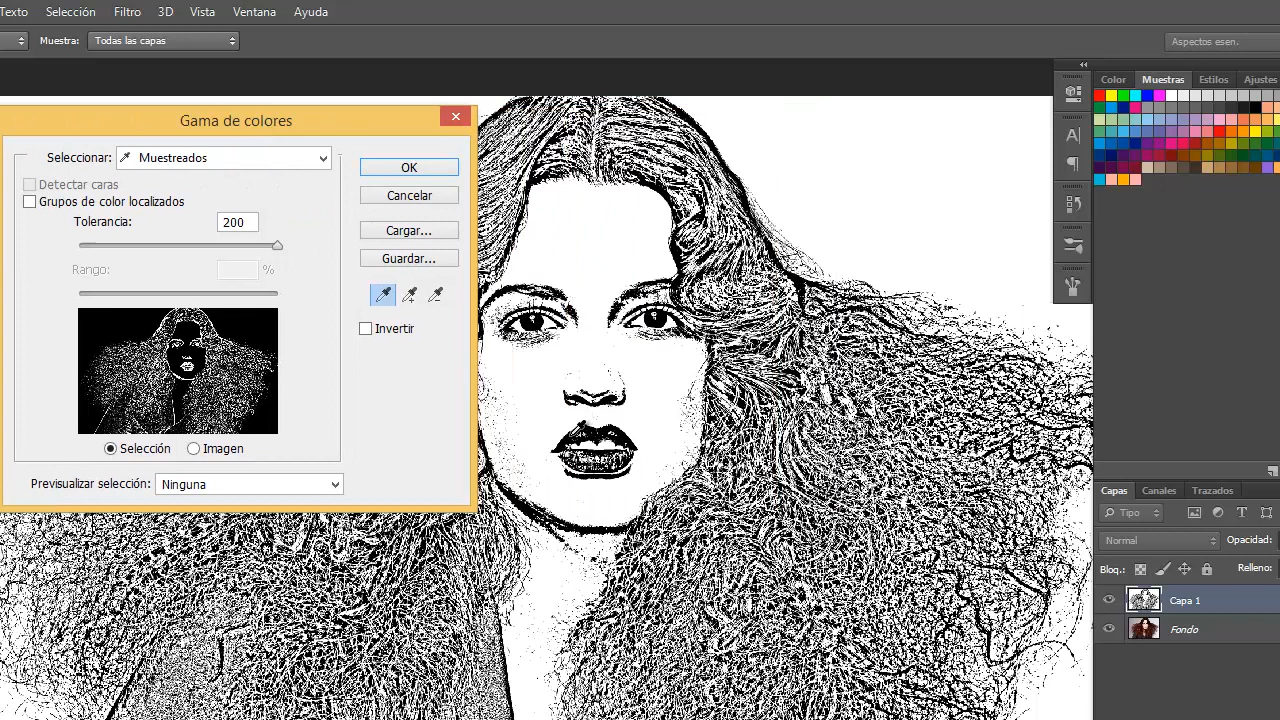 Texto Selección Filtro 3D Vista Ventana Ayuda
Muestra: Todas las capas
Aspectos esen.
Color Muestras Estilos Ajustes
Gama de colores
Seleccionar: Muestreados
Detectar caras
Grupos de color localizados
Tolerancia: 200
Rango: %
Selección Imagen
Previsualizar selección: Ninguna
OK
Cancelar
Cargar...
Guardar...
Invertir
Capas Canales Trazados
Tipo
Normal Opacidad:
Bloq.: Relleno:
Capa 1
Fondo